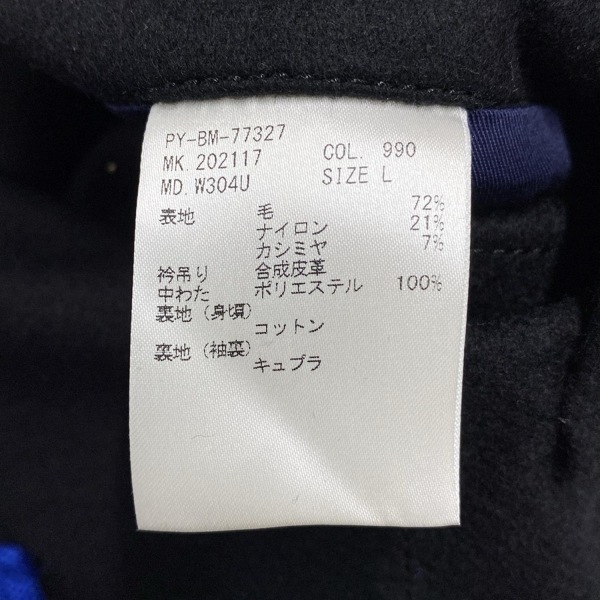 PY-BM-77327
MK. 202117 COL. 990
MD. W304U SIZE L
表地 毛 72%
ナイロン 21%
カシミヤ 7%
衿吊り 合成皮革
中わた ポリエステル 100%
裏地(身頃)
コットン
裏地(袖裏)
キュプラ